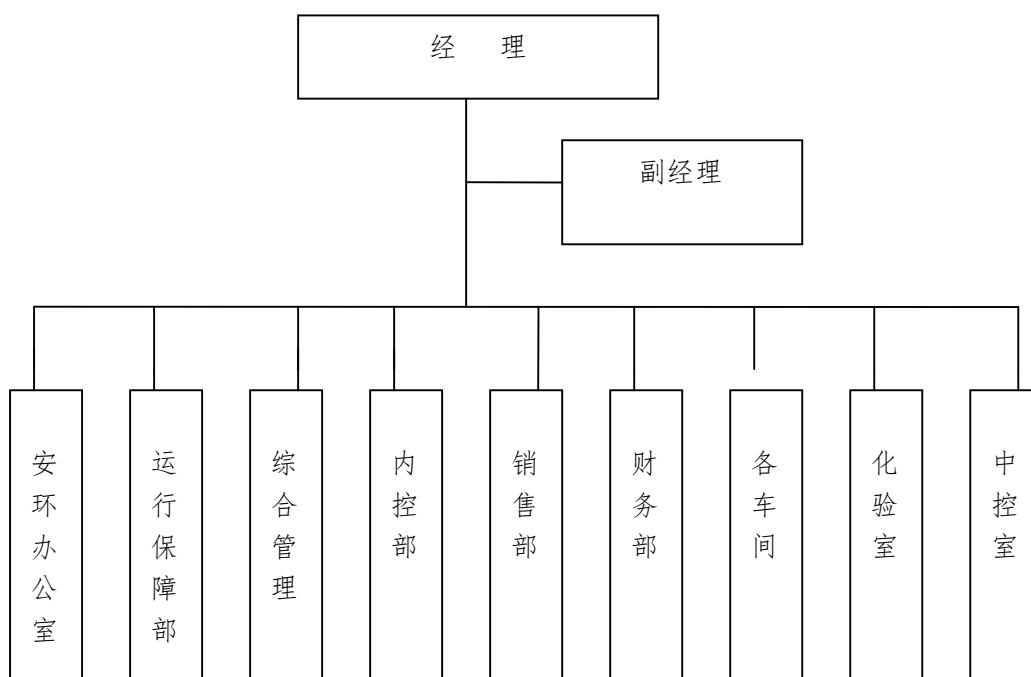 经 理
副经理
安环办公室
运行保障部
综合管理
内控部
销售部
财务部
各车间
化验室
中控室